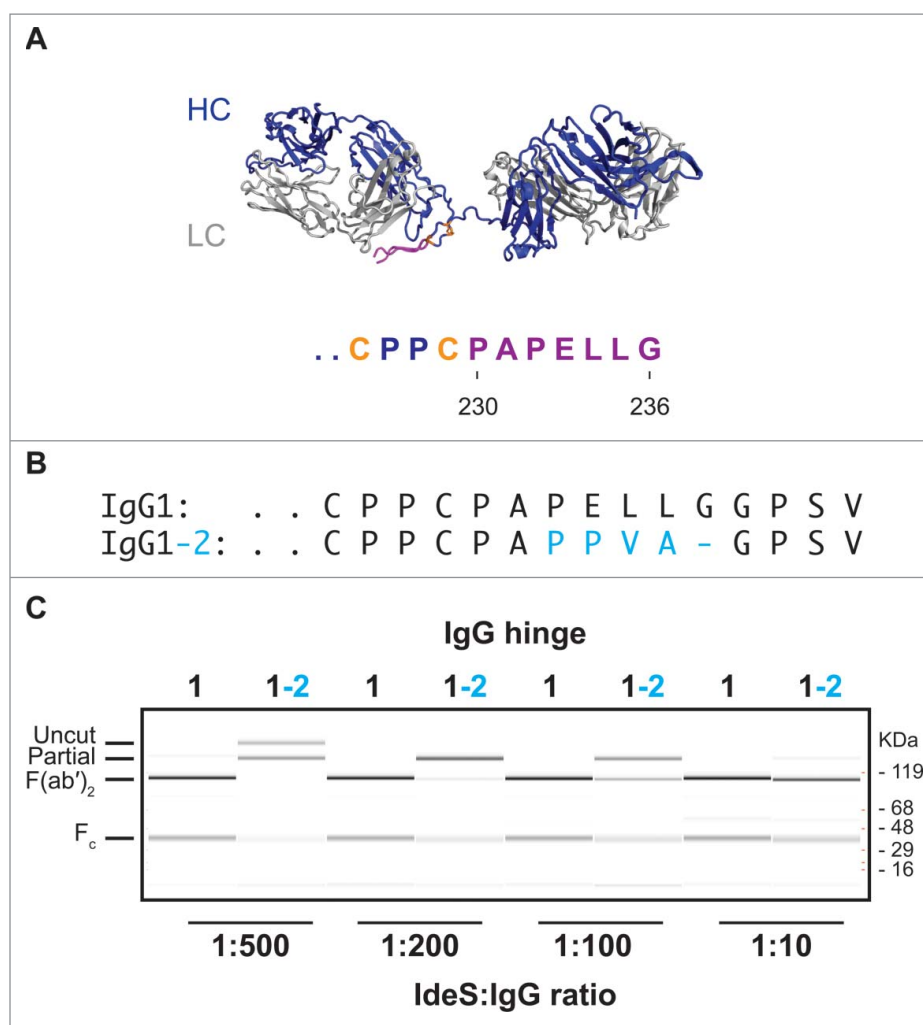 A
HC
LC
. . C P P C P A P E L L G
230 236
B
IgG1: . . C P P C P A P E L L G G P S V
IgG1-2: . . C P P C P A P P V A - G P S V
C
IgG hinge
1 1-2 1 1-2 1 1-2 1 1-2
Uncut
Partial
F(ab′)2
Fc
KDa
- 119
- 68
- 48
- 29
- 16
1:500 1:200 1:100 1:10
IdeS:IgG ratio